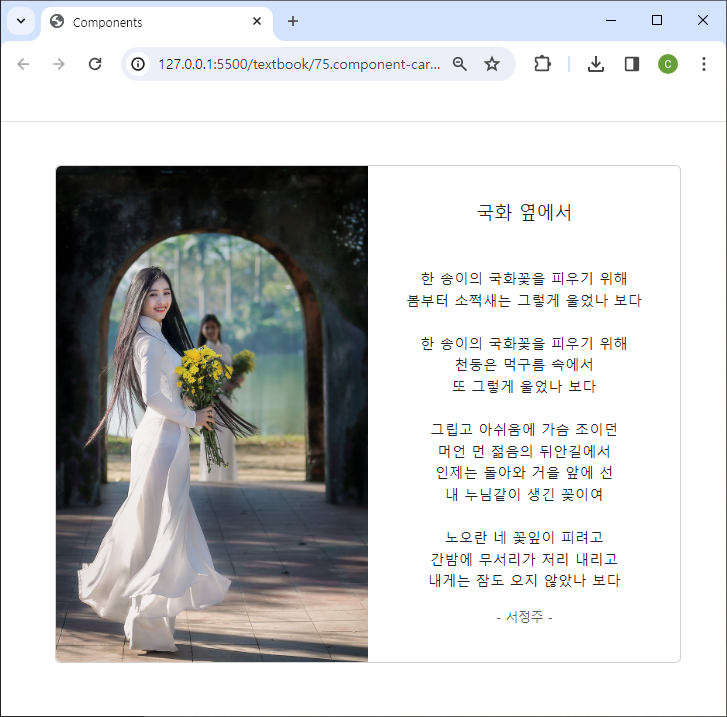 Components
127.0.0.1:5500/textbook/75.component-car...
C
국화 옆에서
한 송이의 국화꽃을 피우기 위해
봄부터 소쩍새는 그렇게 울었나 보다
한 송이의 국화꽃을 피우기 위해
천둥은 먹구름 속에서
또 그렇게 울었나 보다
그립고 아쉬움에 가슴 조이던
머언 먼 젊음의 뒤안길에서
인제는 돌아와 거울 앞에 선
내 누님같이 생긴 꽃이여
노오란 네 꽃잎이 피려고
간밤에 무서리가 저리 내리고
내게는 잠도 오지 않았나 보다
- 서정주 -